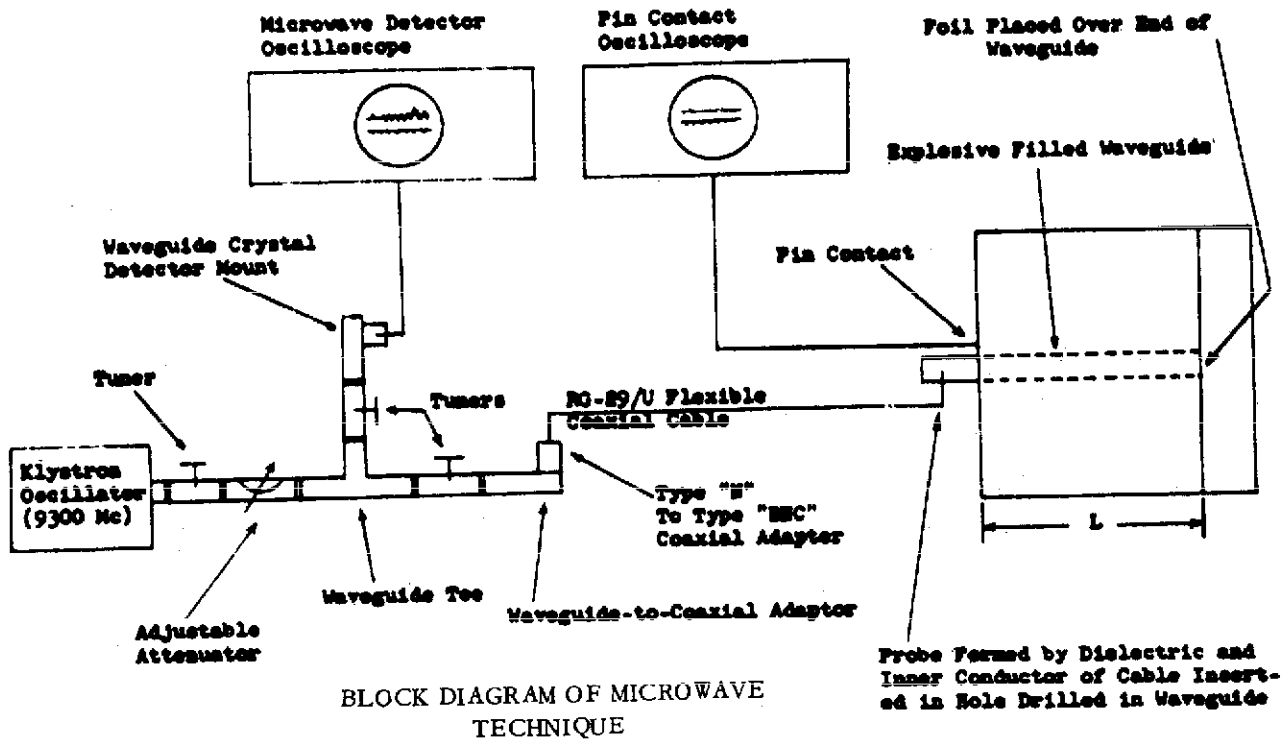 Microwave Detector
Oscilloscope
Pin Contact
Oscilloscope
Foil Placed Over End of
Waveguide
Explosive Filled Waveguide
Waveguide Crystal
Detector Mount
Pin Contact
Tuner
Tuners
RG-89/U Flexible
Coaxial Cable
Klystron
Oscillator
(9300 Mc)
Type "N"
To Type "BNC"
Coaxial Adapter
L
Waveguide Tee
Waveguide-to-Coaxial Adaptor
Adjustable
Attenuator
Probe Formed by Dielectric and
Inner Conductor of Cable Insert-
ed in Hole Drilled in Waveguide
BLOCK DIAGRAM OF MICROWAVE
TECHNIQUE